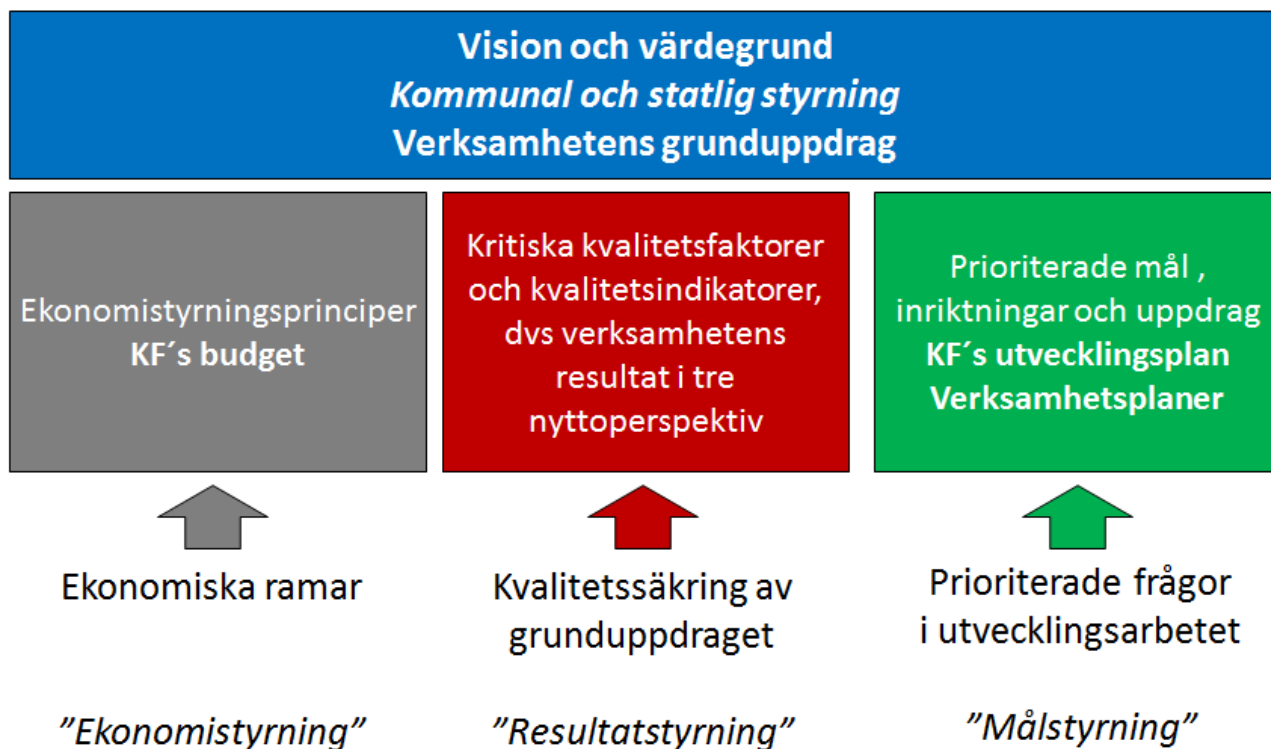 Vision och värdegrund
Kommunal och statlig styrning
Verksamhetens grunduppdrag
Ekonomistyrningsprinciper
KF´s budget
Kritiska kvalitetsfaktorer
och kvalitetsindikatorer,
dvs verksamhetens
resultat i tre
nyttoperspektiv
Prioriterade mål ,
inriktningar och uppdrag
KF´s utvecklingsplan
Verksamhetsplaner
Ekonomiska ramar
Kvalitetssäkring av
grunduppdraget
Prioriterade frågor
i utvecklingsarbetet
”Ekonomistyrning”
”Resultatstyrning”
”Målstyrning”